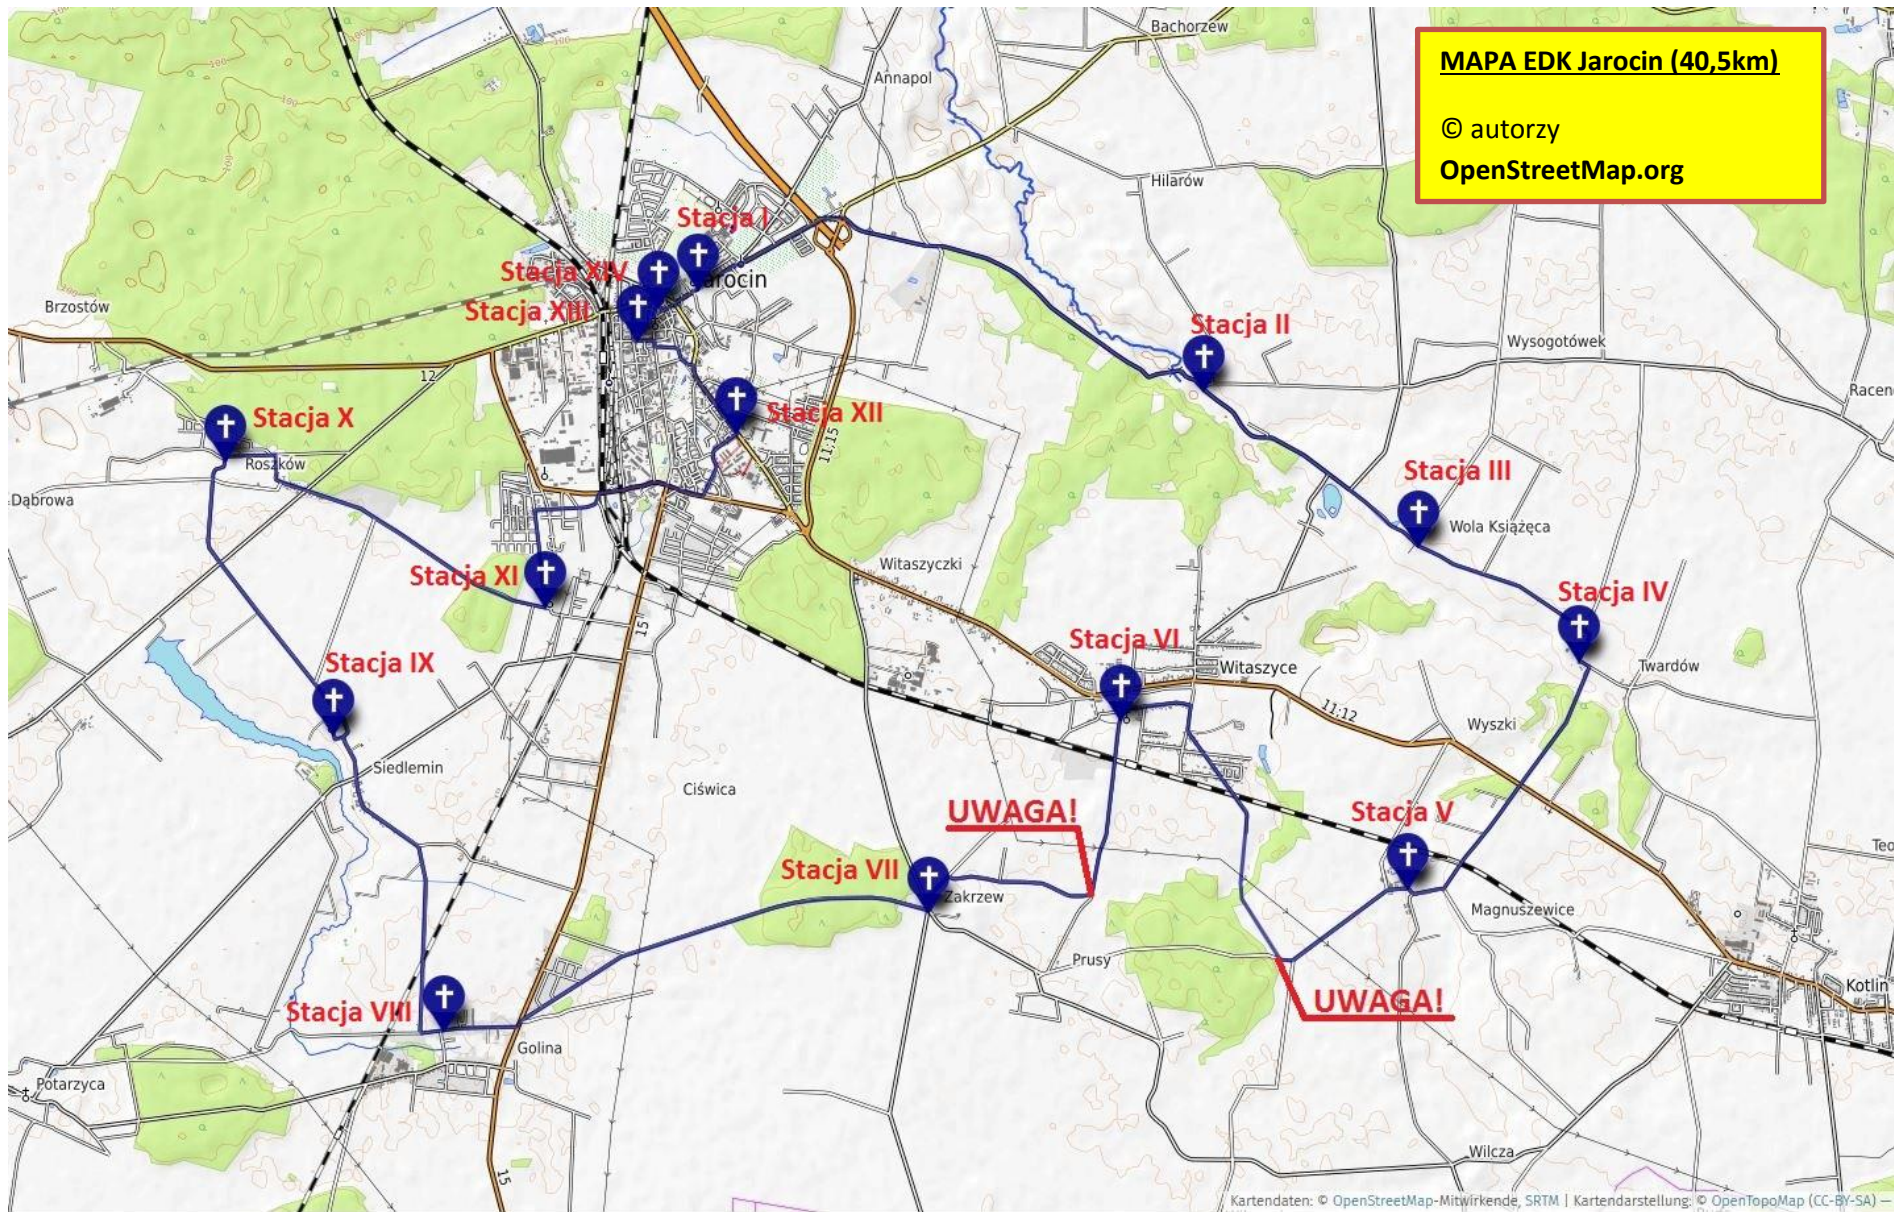 Bachorzew
MAPA EDK Jarocin (40,5km)
© autorzy
OpenStreetMap.org
100
100
100
100
Annapol
Hilarów
Stacja I
Stacja XIV
Jarocin
Stacja XIII
Brzostów
Stacja II
Wysogotówek
12
Racen
Stacja X
Stacja XII
11;15
Roszków
Dąbrowa
Stacja III
Wola Książęca
Witaszyczki
Stacja XI
Stacja IV
15
Stacja VI
Stacja IX
Witaszyce
Twardów
11;12
Wyszki
Siedlemin
Ciświca
UWAGA!
Stacja V
Teo
Stacja VII
Zakrzew
Magnuszewice
Prusy
UWAGA!
Kotlin
Stacja VIII
Golina
Potarzyca
Wilcza
15
Kartendaten: © OpenStreetMap-Mitwirkende, SRTM | Kartendarstellung: © OpenTopoMap (CC-BY-SA) —